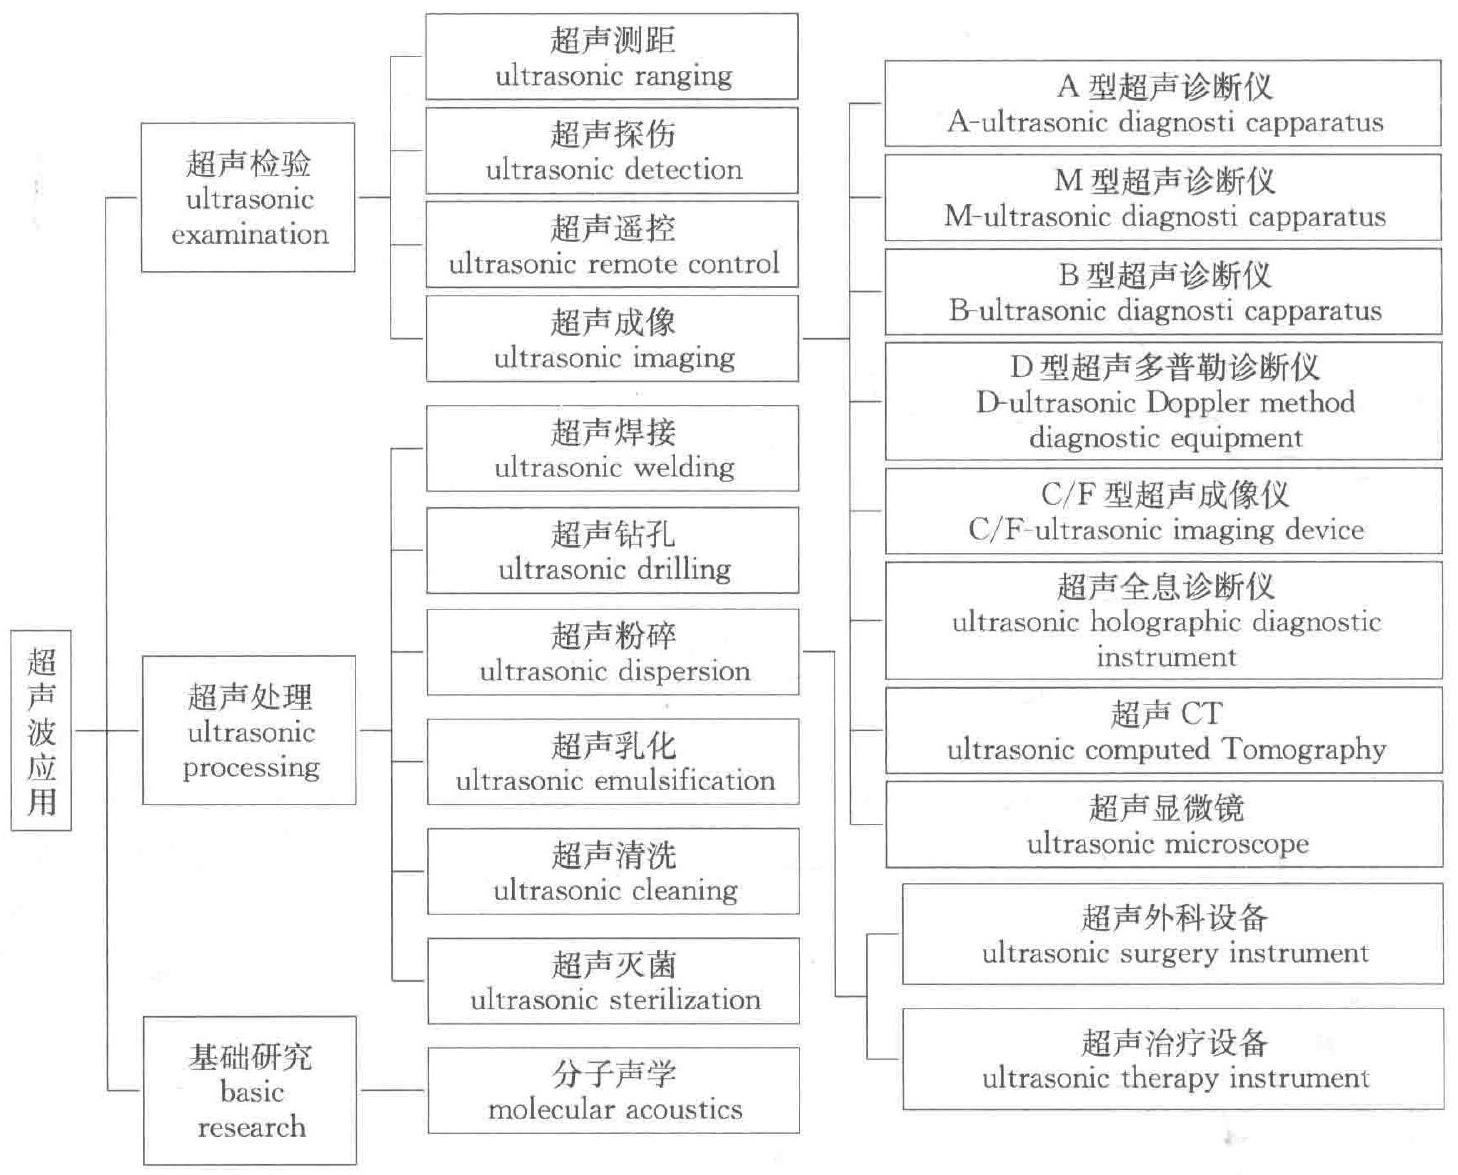 超声波应用
超声检验
ultrasonic
examination
超声测距
ultrasonic ranging
超声探伤
ultrasonic detection
超声遥控
ultrasonic remote control
超声成像
ultrasonic imaging
A 型超声诊断仪
A-ultrasonic diagnosti capparatus
M 型超声诊断仪
M-ultrasonic diagnosti capparatus
B 型超声诊断仪
B-ultrasonic diagnosti capparatus
D 型超声多普勒诊断仪
D-ultrasonic Doppler method
diagnostic equipment
C/F 型超声成像仪
C/F-ultrasonic imaging device
超声全息诊断仪
ultrasonic holographic diagnostic
instrument
超声 CT
ultrasonic computed Tomography
超声显微镜
ultrasonic microscope
超声处理
ultrasonic
processing
超声焊接
ultrasonic welding
超声钻孔
ultrasonic drilling
超声粉碎
ultrasonic dispersion
超声乳化
ultrasonic emulsification
超声清洗
ultrasonic cleaning
超声灭菌
ultrasonic sterilization
超声外科设备
ultrasonic surgery instrument
超声治疗设备
ultrasonic therapy instrument
基础研究
basic
research
分子声学
molecular acoustics